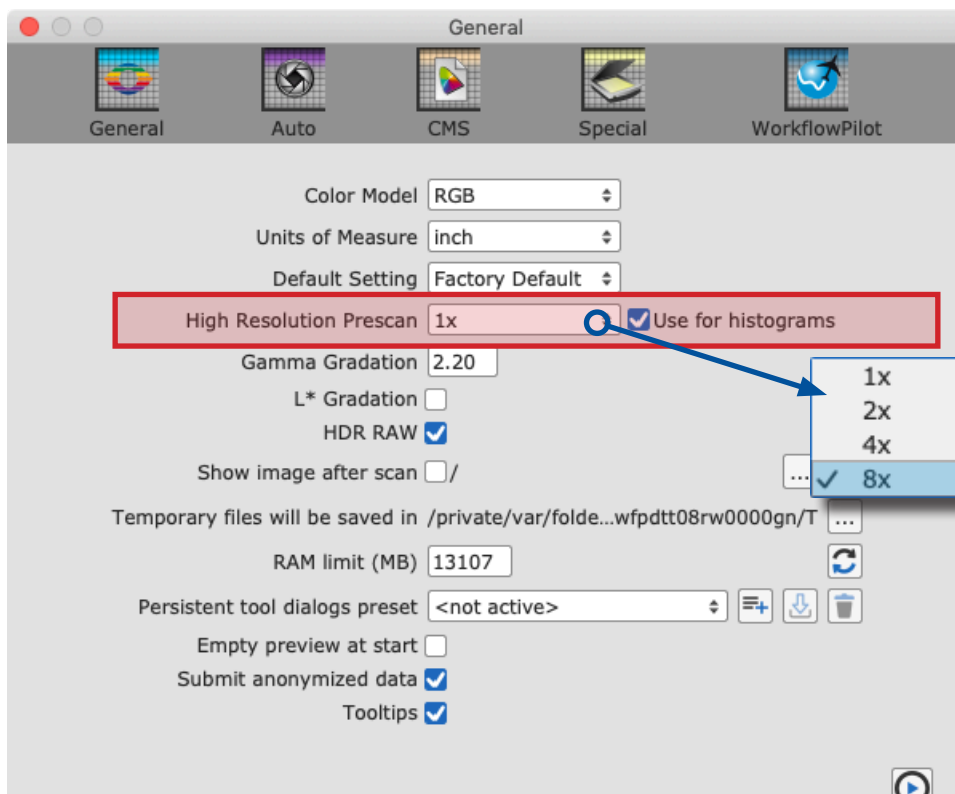 General
General Auto CMS Special WorkflowPilot
Color Model RGB
Units of Measure inch
Default Setting Factory Default
High Resolution Prescan 1x Use for histograms
Gamma Gradation 2.20
1x
L* Gradation
2x
HDR RAW
4x
Show image after scan / ...
8x
Temporary files will be saved in /private/var/folde...wfpdtt08rw0000gn/T ...
RAM limit (MB) 13107
Persistent tool dialogs preset <not active>
Empty preview at start
Submit anonymized data
Tooltips